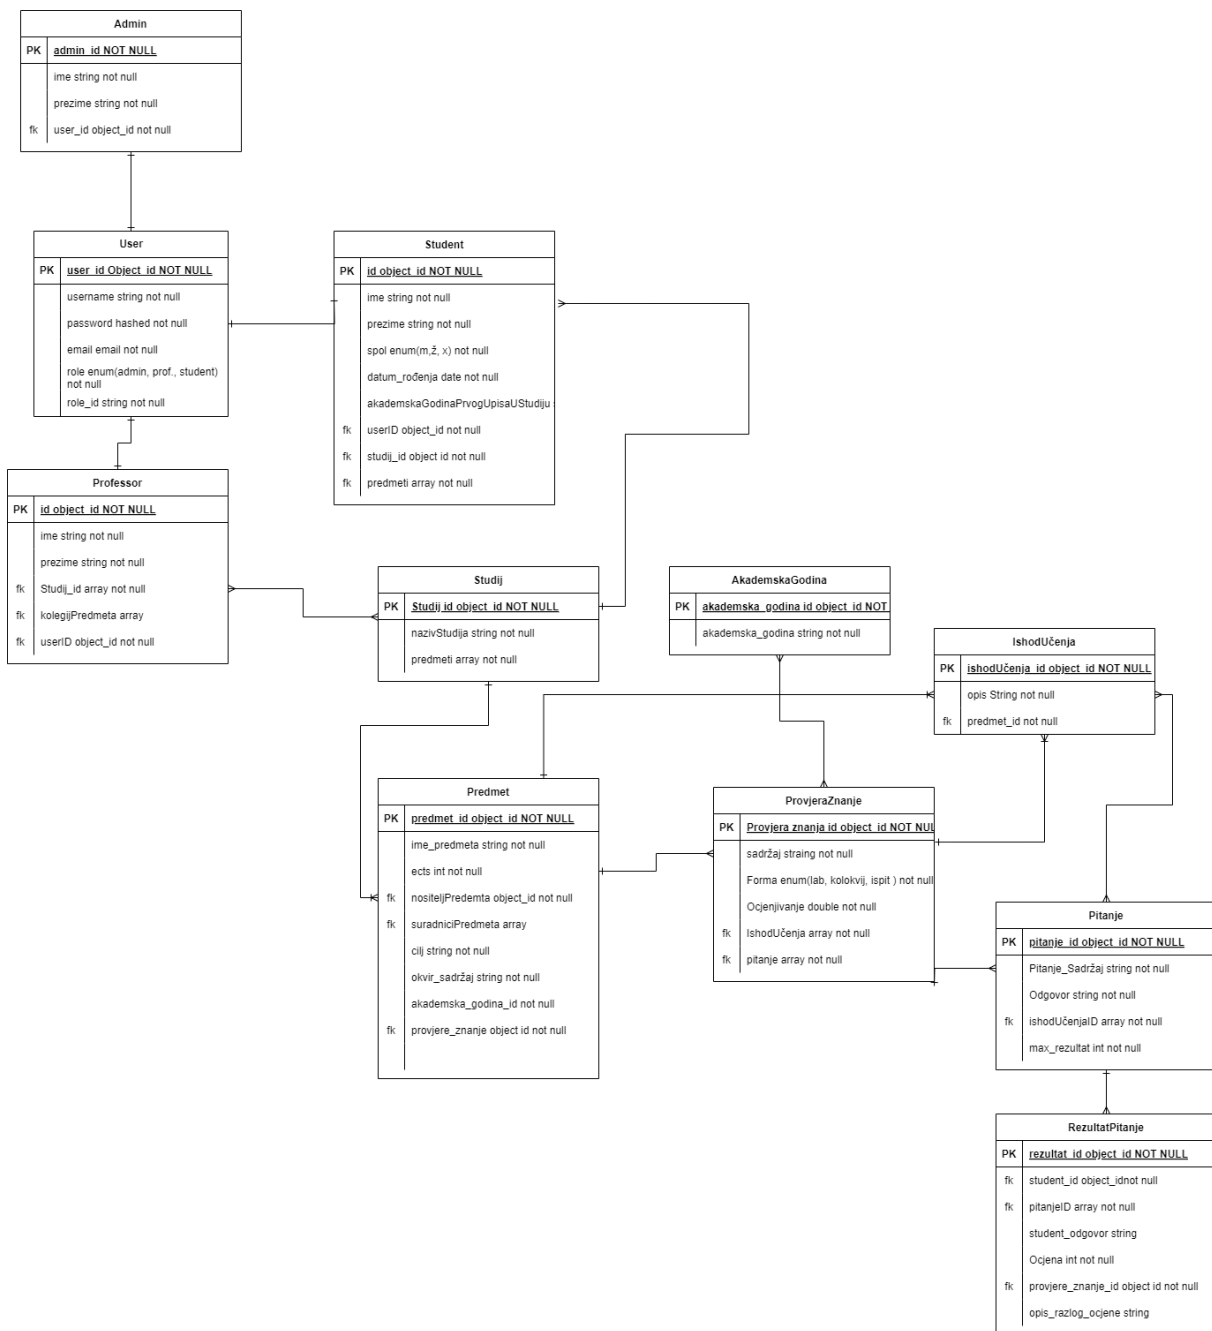 Admin
PK admin_id NOT NULL
ime string not null
prezime string not null
fk user_id object_id not null
User
PK user_id Object_id NOT NULL
username string not null
password hashed not null
email email not null
role enum(admin, prof., student)
not null
role_id string not null
Student
PK id object_id NOT NULL
ime string not null
prezime string not null
spol enum(m,ž, x) not null
datum_rođenja date not null
akademskaGodinaPrvogUpisaUStudiju
fk userID object_id not null
fk studij_id object id not null
fk predmeti array not null
Professor
PK id object_id NOT NULL
ime string not null
prezime string not null
fk Studij_id array not null
fk kolegijPredmeta array
fk userID object_id not null
Studij
PK Studij id object_id NOT NULL
nazivStudija string not null
predmeti array not null
AkademskaGodina
PK akademska_godina id object_id NOT
akademska_godina string not null
IshodUčenja
PK ishodUčenja_id object_id NOT NULL
opis String not null
fk predmet_id not null
Predmet
PK predmet_id object_id NOT NULL
ime_predmeta string not null
ects int not null
fk nositeljPredemta object_id not null
fk suradniciPredmeta array
cilj string not null
okvir_sadržaj string not null
akademska_godina_id not null
fk provjere_znanje object id not null
ProvjeraZnanje
PK Provjera znanja id object_id NOT NUL
sadržaj straing not null
Forma enum(lab, kolokvij, ispit ) not null
Ocjenjivanje double not null
fk IshodUčenja array not null
fk pitanje array not null
Pitanje
PK pitanje_id object_id NOT NULL
Pitanje_Sadržaj string not null
Odgovor string not null
fk ishodUčenjaID array not null
max_rezultat int not null
RezultatPitanje
PK rezultat_id object_id NOT NULL
fk student_id object_idnot null
fk pitanjeID array not null
student_odgovor string
Ocjena int not null
fk provjere_znanje_id object id not null
opis_razlog_ocjene string